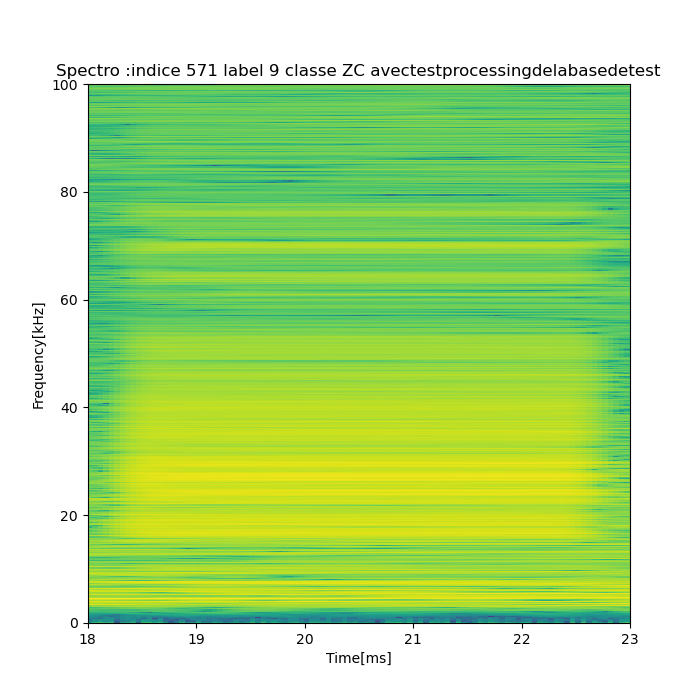 Spectro :indice 571 label 9 classe ZC avectestprocessingdelabasedetest
100
80
60
40
20
0
Frequency[kHz]
18 19 20 21 22 23
Time[ms]